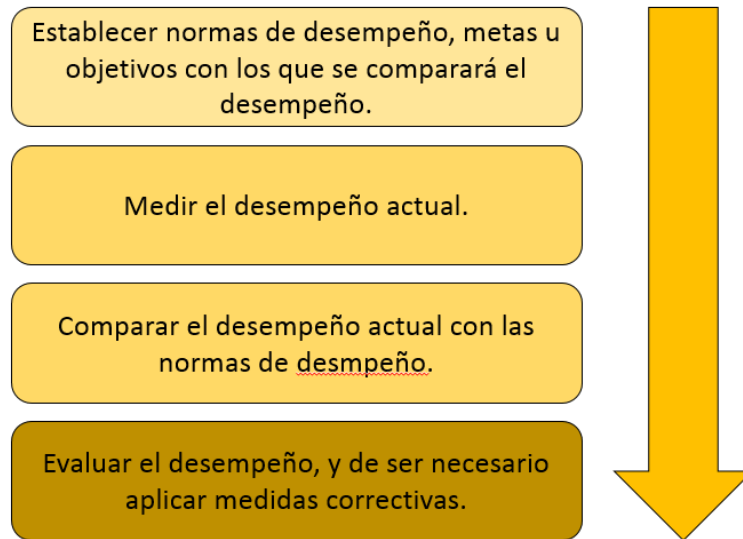 Establecer normas de desempeño, metas u
objetivos con los que se comparará el
desempeño.
Medir el desempeño actual.
Comparar el desempeño actual con las
normas de desmpeño.
Evaluar el desempeño, y de ser necesario
aplicar medidas correctivas.